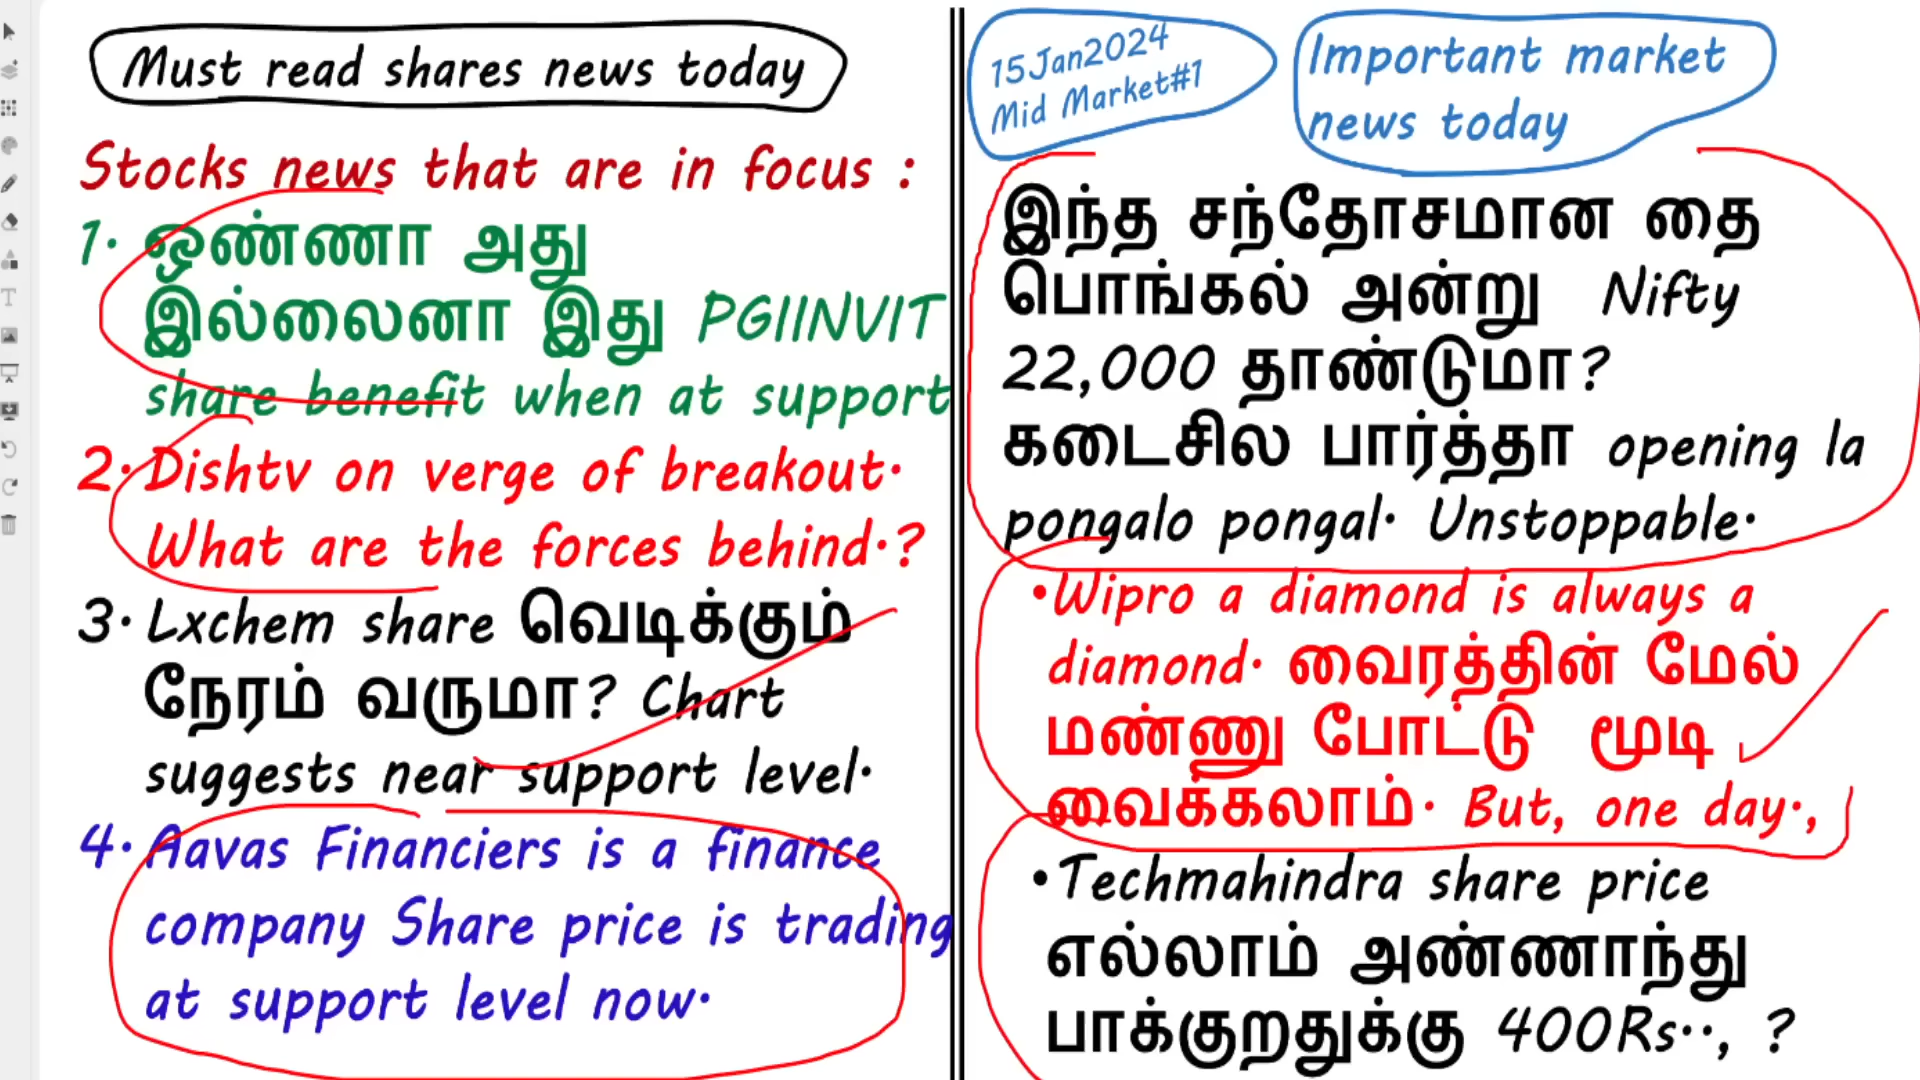 Must read shares news today
Stocks news that are in focus :
1. ஒண்ணா அது
இல்லைனா இது PGIINVIT
share benefit when at support
2. Dishtv on verge of breakout.
What are the forces behind.?
3. Lxchem share வெடிக்கும்
நேரம் வருமா? Chart
suggests near support level.
4. Aavas Financiers is a finance
company Share price is trading
at support level now.
15Jan2024
Mid Market#1
Important market
news today
இந்த சந்தோசமான தை
பொங்கல் அன்று Nifty
22,000 தாண்டுமா?
கடைசில பார்த்தா opening la
pongalo pongal. Unstoppable.
•Wipro a diamond is always a
diamond. வைரத்தின் மேல்
மண்ணு போட்டு மூடி
வைக்கலாம். But, one day.,
•Techmahindra share price
எல்லாம் அண்ணாந்து
பாக்குறதுக்கு 400Rs.., ?